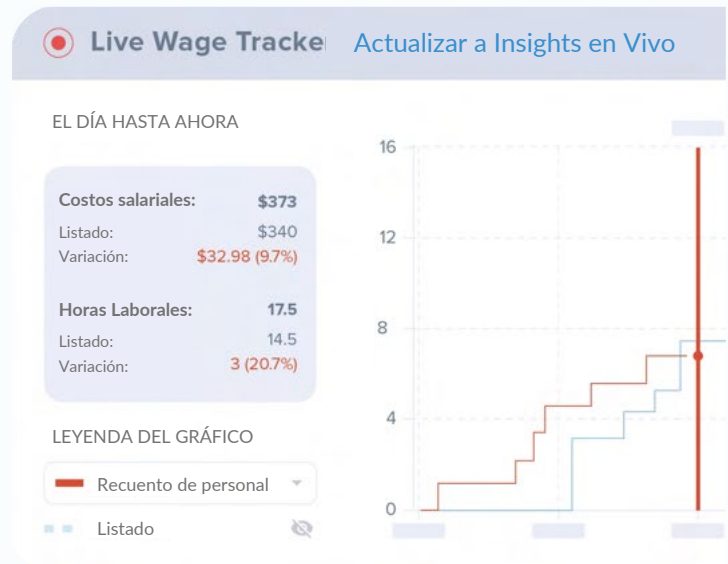 Live Wage Tracke
Actualizar a Insights en Vivo
EL DÍA HASTA AHORA
Costos salariales: $373
Listado: $340
Variación: $32.98 (9.7%)
Horas Laborales: 17.5
Listado: 14.5
Variación: 3 (20.7%)
LEYENDA DEL GRÁFICO
Recuento de personal
Listado
16
12
8
4
0